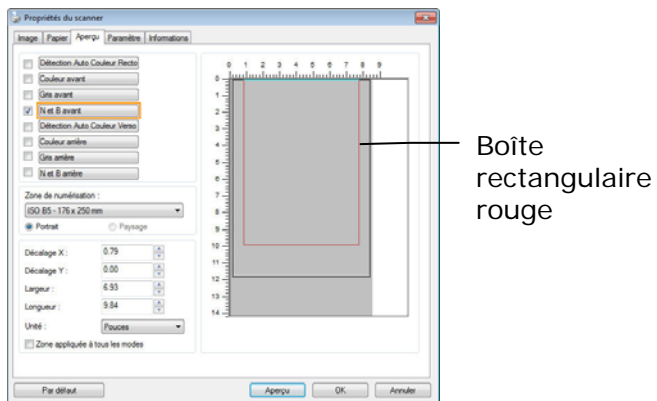 Propriétés du scanner
Image Papier Aperçu Paramètre Informations
Détection Auto Couleur Recto
Couleur avant
Gris avant
N et B avant
Détection Auto Couleur Verso
Couleur arrière
Gris arrière
N et B arrière
Zone de numérisation :
ISO B5 - 176 x 250 mm
Portrait Paysage
Décalage X : 0.79
Décalage Y : 0.00
Largeur : 6.93
Longueur : 9.84
Unité : Pouces
Zone appliquée à tous les modes
0 1 2 3 4 5 6 7 8 9
0
1
2
3
4
5
6
7
8
9
10
11
12
13
14
Boîte
rectangulaire
rouge
Par défaut Aperçu OK Annuler